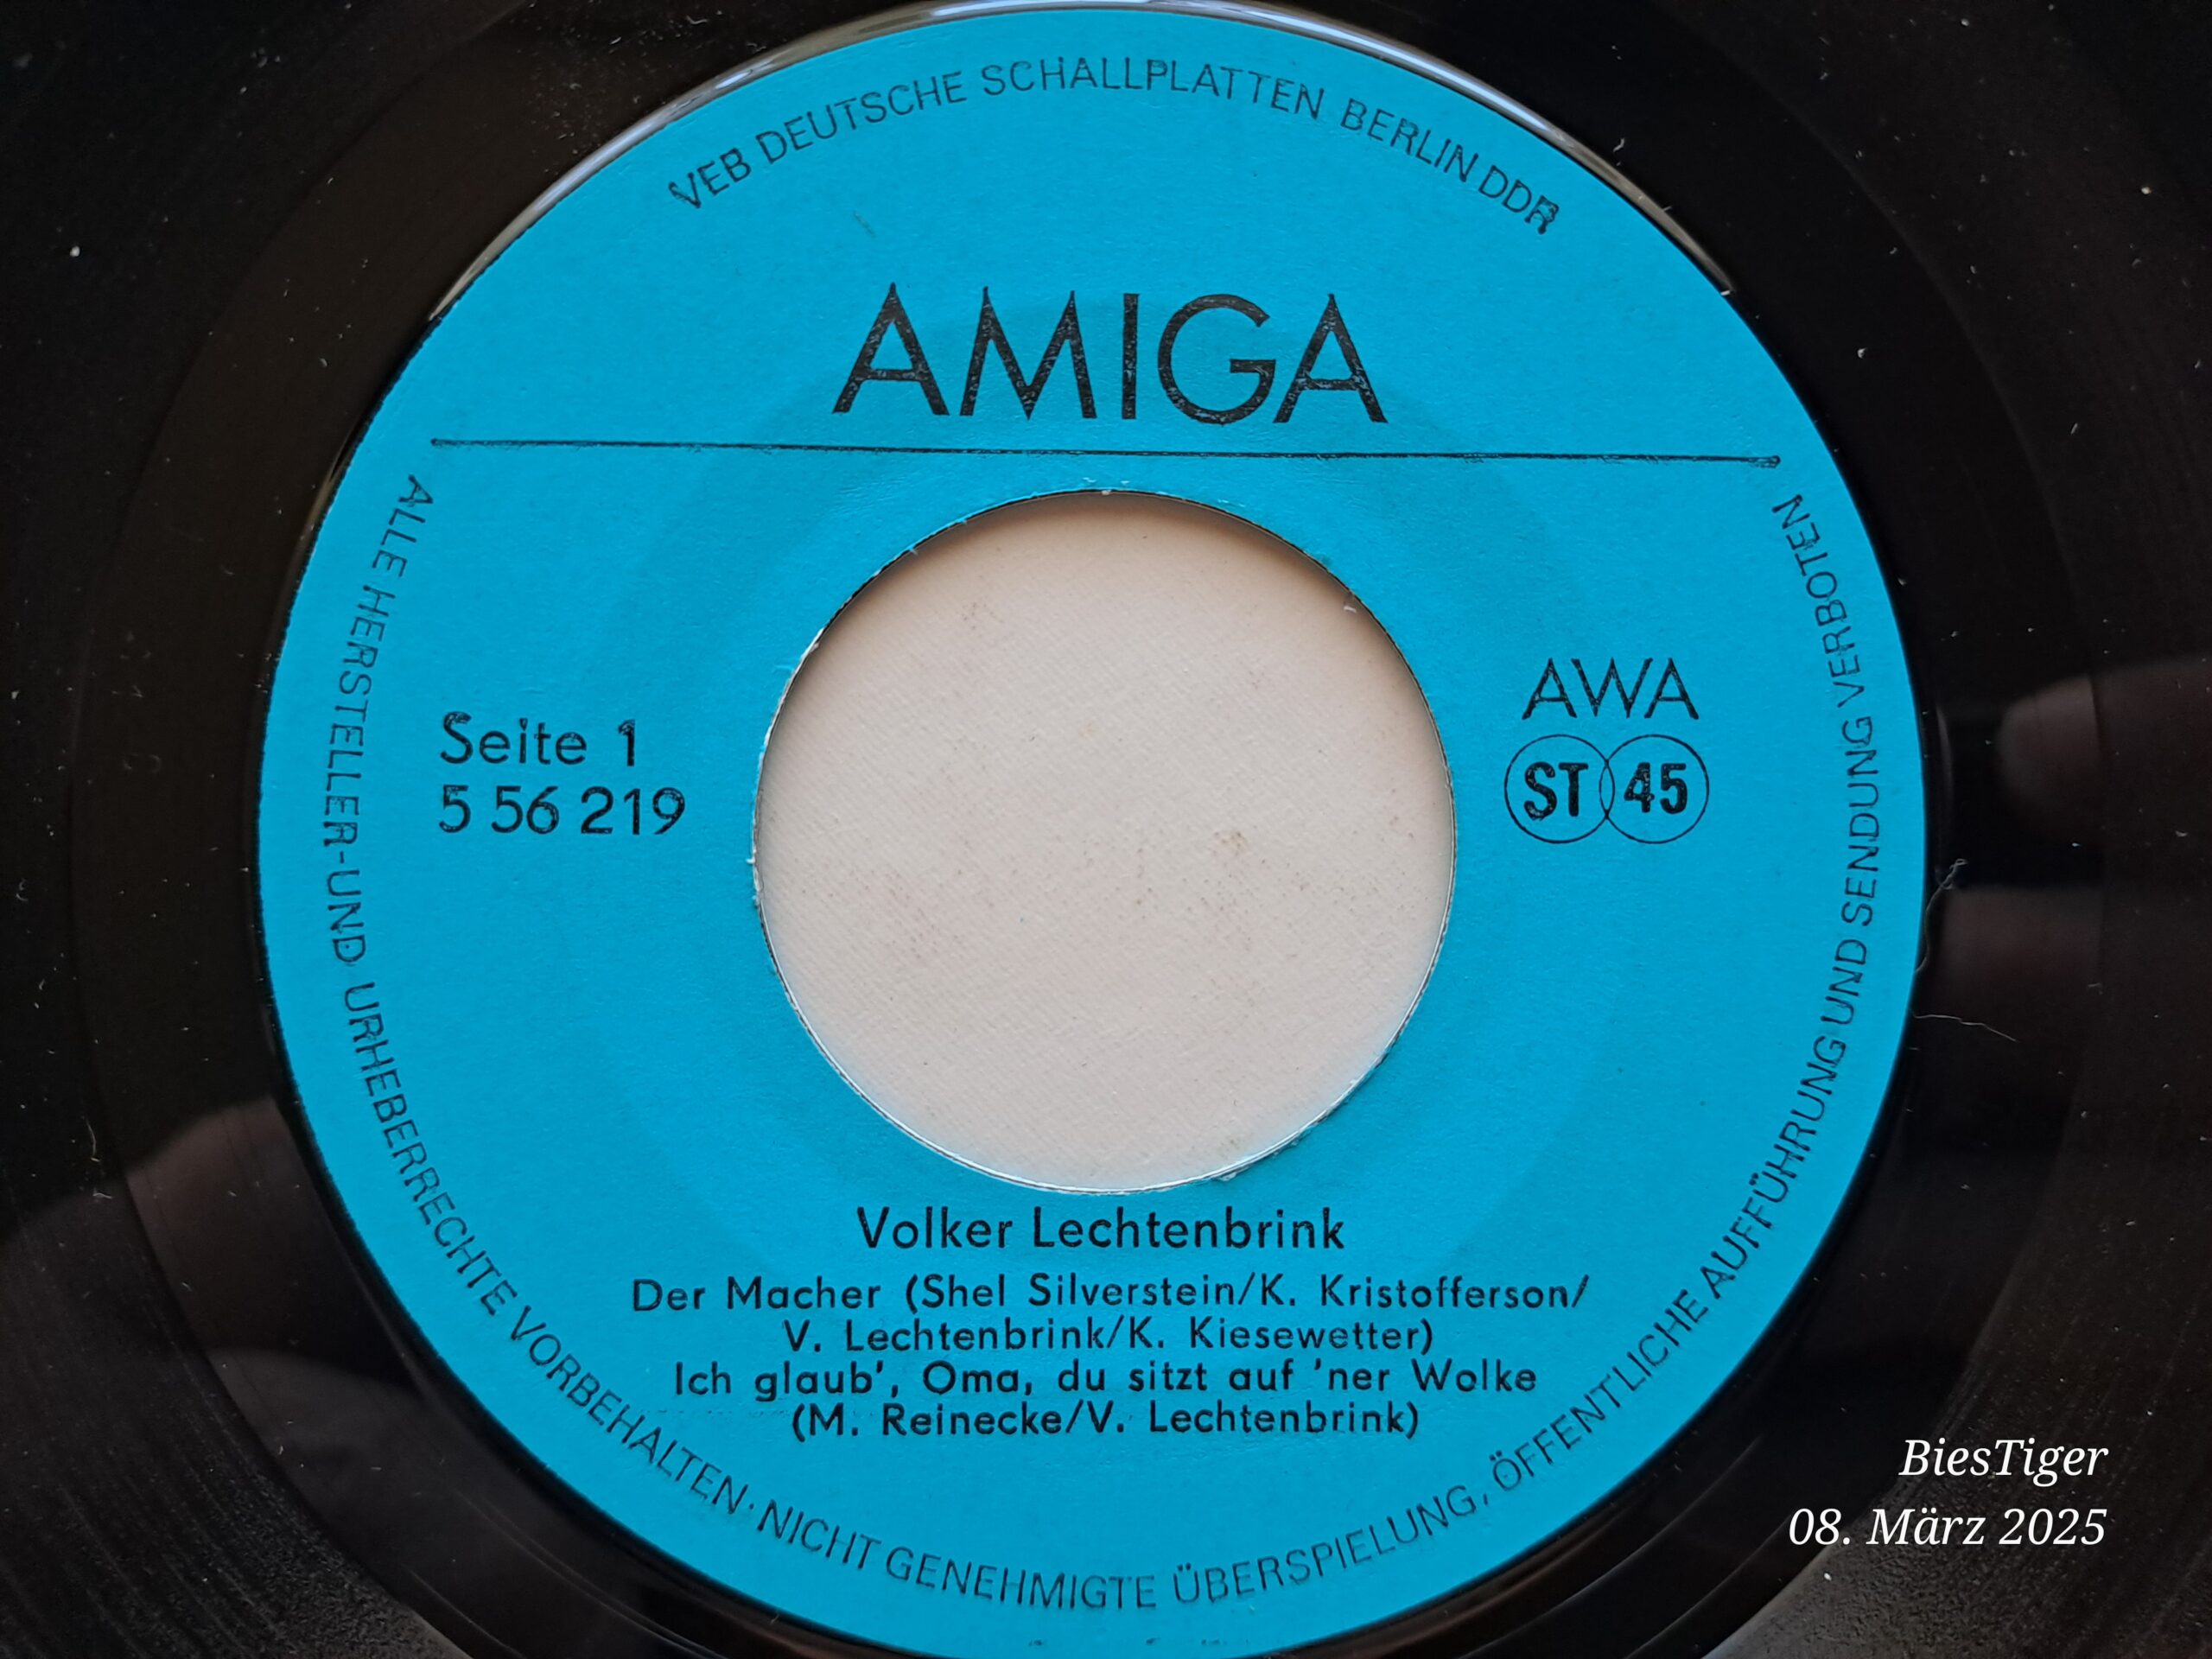 VEB DEUTSCHE SCHALLPLATTEN BERLIN DDR
AMIGA
Seite 1
5 56 219
AWA
ST 45
Volker Lechtenbrink
Der Macher (Shel Silverstein/K. Kristofferson/
V. Lechtenbrink/K. Kiesewetter)
Ich glaub', Oma, du sitzt auf 'ner Wolke
(M. Reinecke/V. Lechtenbrink)
ALLE HERSTELLER-UND URHEBERRECHTE VORBEHALTEN · NICHT GENEHMIGTE ÜBERSPIELUNG, ÖFFENTLICHE AUFFÜHRUNG UND SENDUNG VERBOTEN
BiesTiger
08. März 2025